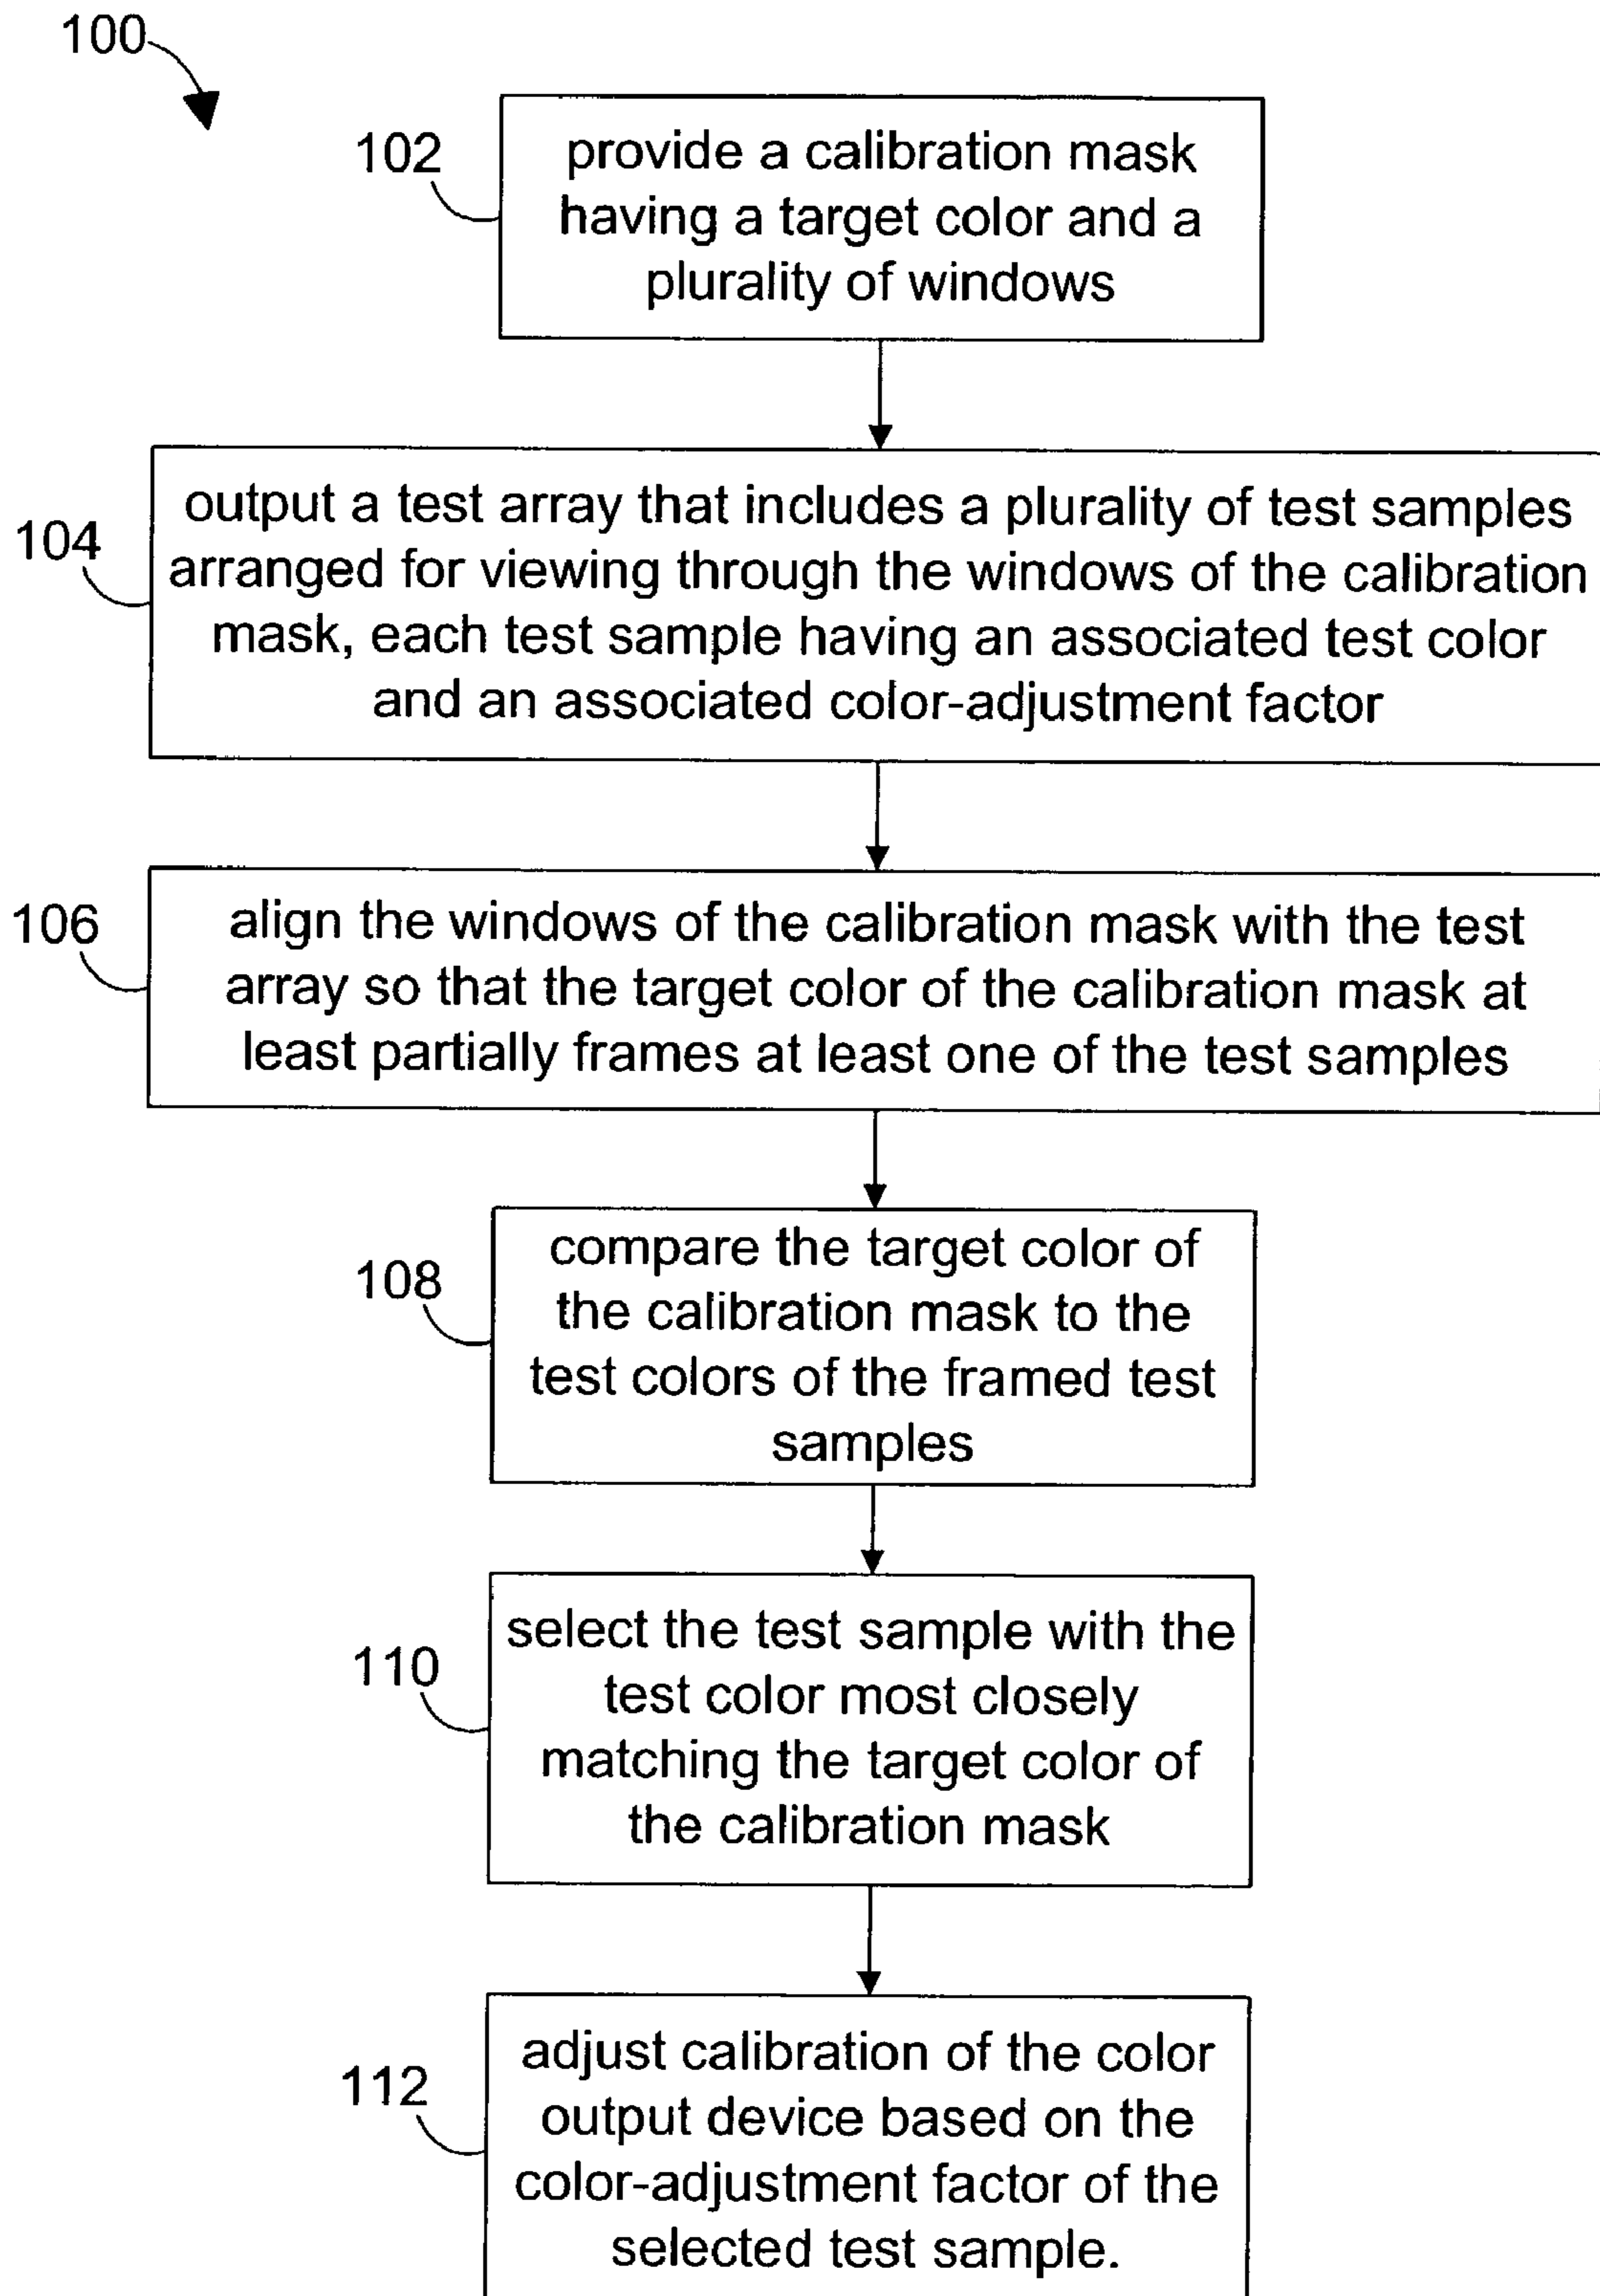 100
102
provide a calibration mask
having a target color and a
plurality of windows
104
output a test array that includes a plurality of test samples
arranged for viewing through the windows of the calibration
mask, each test sample having an associated test color
and an associated color-adjustment factor
106
align the windows of the calibration mask with the test
array so that the target color of the calibration mask at
least partially frames at least one of the test samples
108
compare the target color of
the calibration mask to the
test colors of the framed test
samples
110
select the test sample with the
test color most closely
matching the target color of
the calibration mask
112
adjust calibration of the color
output device based on the
color-adjustment factor of the
selected test sample.